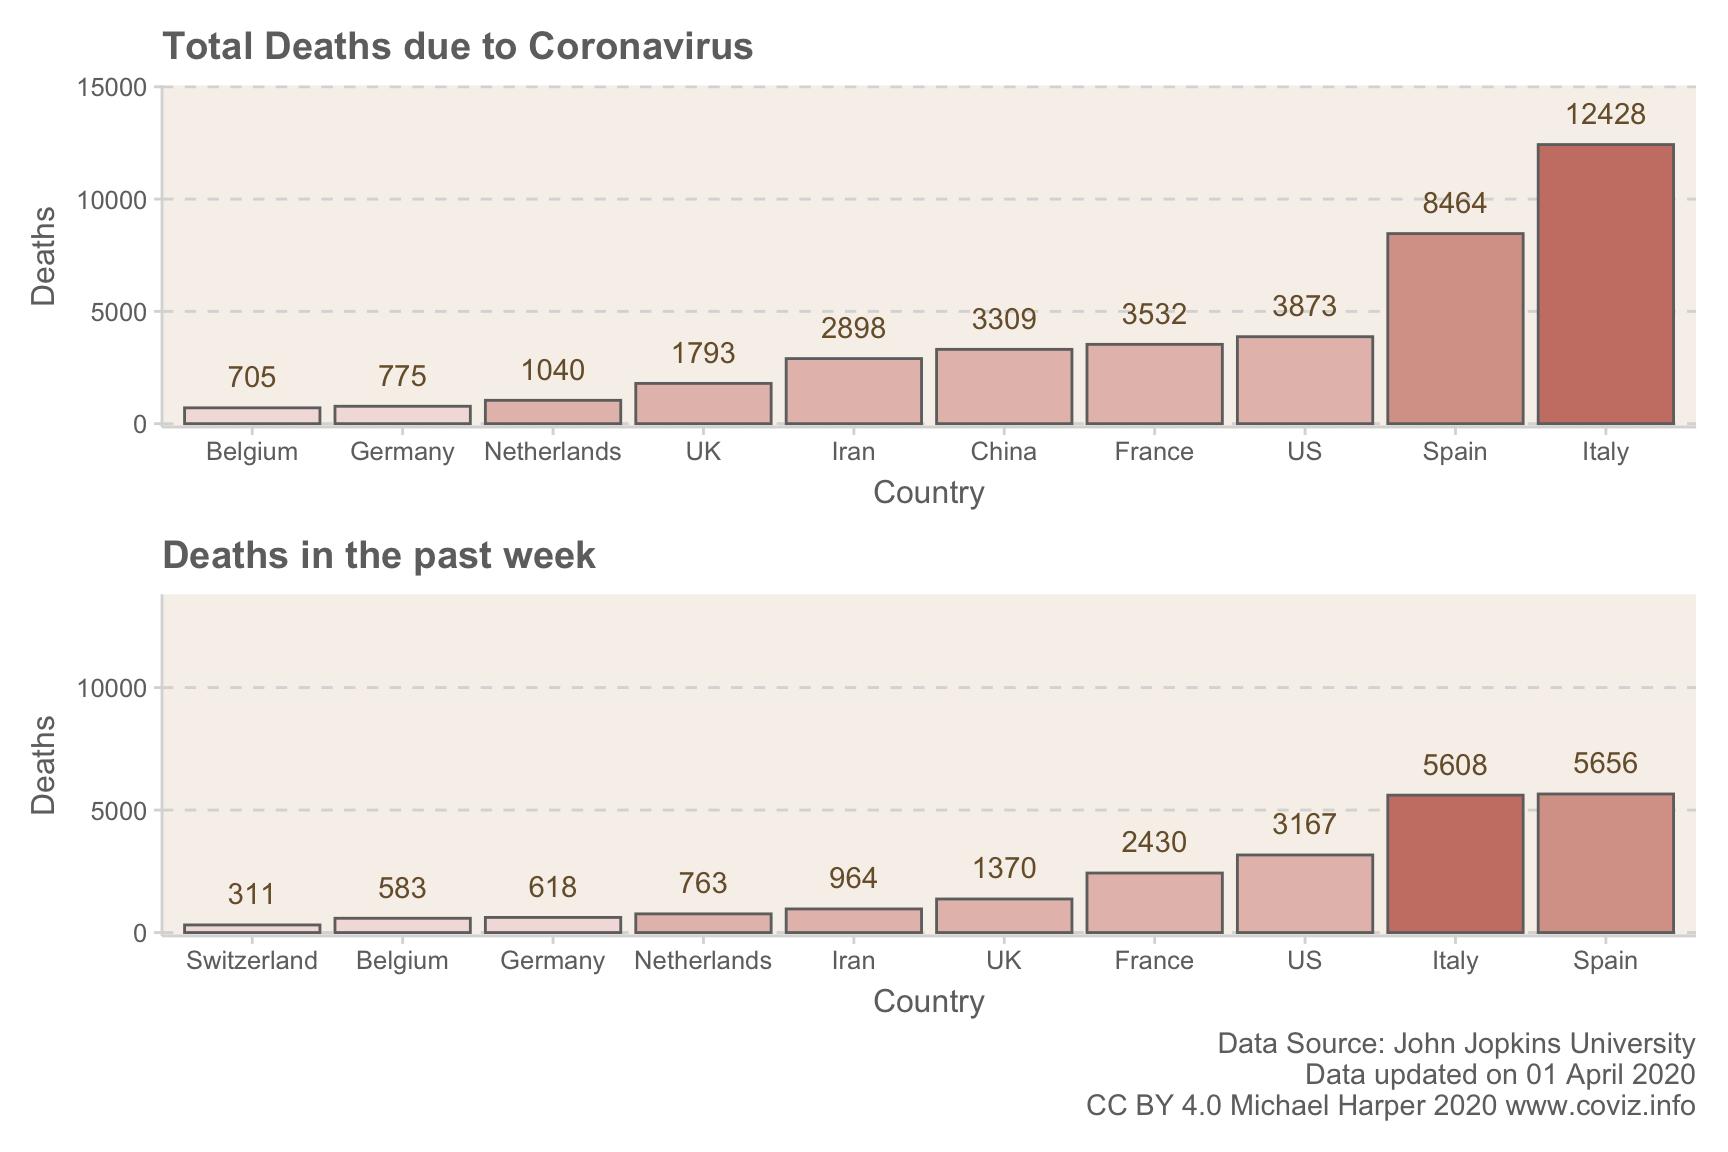 Total Deaths due to Coronavirus
15000
10000
5000
0
Deaths
705 775 1040 1793 2898 3309 3532 3873 8464 12428
Belgium Germany Netherlands UK Iran China France US Spain Italy
Country
Deaths in the past week
10000
5000
0
Deaths
311 583 618 763 964 1370 2430 3167 5608 5656
Switzerland Belgium Germany Netherlands Iran UK France US Italy Spain
Country
Data Source: John Jopkins University
Data updated on 01 April 2020
CC BY 4.0 Michael Harper 2020 www.coviz.info